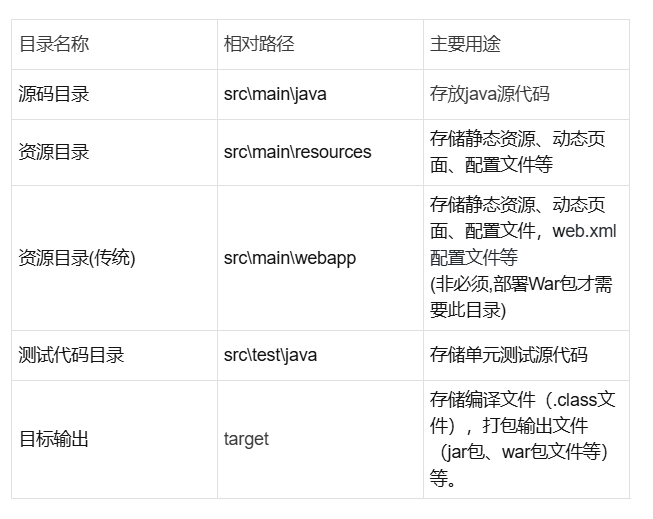 目录名称 相对路径 主要用途
源码目录 src\main\java 存放java源代码
资源目录 src\main\resources 存储静态资源、动态页
面、配置文件等
资源目录(传统) src\main\webapp 存储静态资源、动态页
面、配置文件，web.xml
配置文件等
(非必须,部署War包才需
要此目录)
测试代码目录 src\test\java 存储单元测试源代码
目标输出 target 存储编译文件（.class文
件），打包输出文件
（jar包、war包文件等）
等。